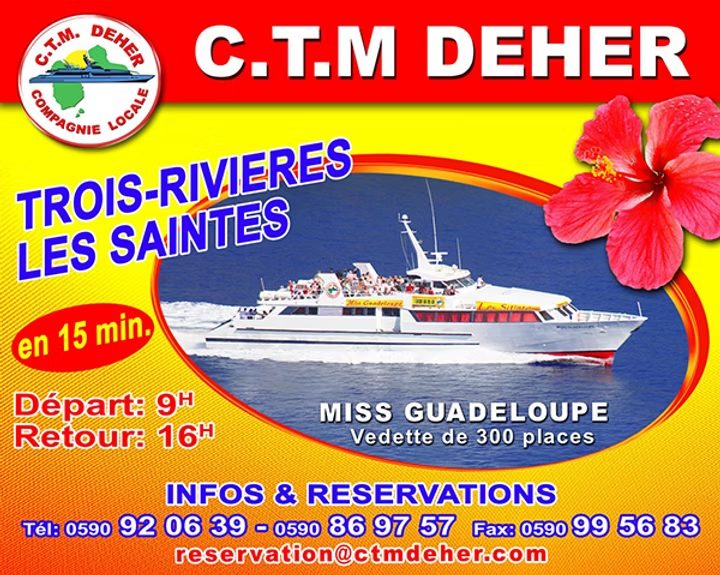 C.T.M. DEHER
COMPAGNIE LOCALE
C.T.M DEHER
TROIS-RIVIERES
LES SAINTES
en 15 min.
Départ: 9H
Retour: 16H
Miss Guadeloupe
MISS GUADELOUPE
Vedette de 300 places
INFOS & RESERVATIONS
Tél: 0590 92 06 39 - 0590 86 97 57 Fax: 0590 99 56 83
reservation@ctmdeher.com